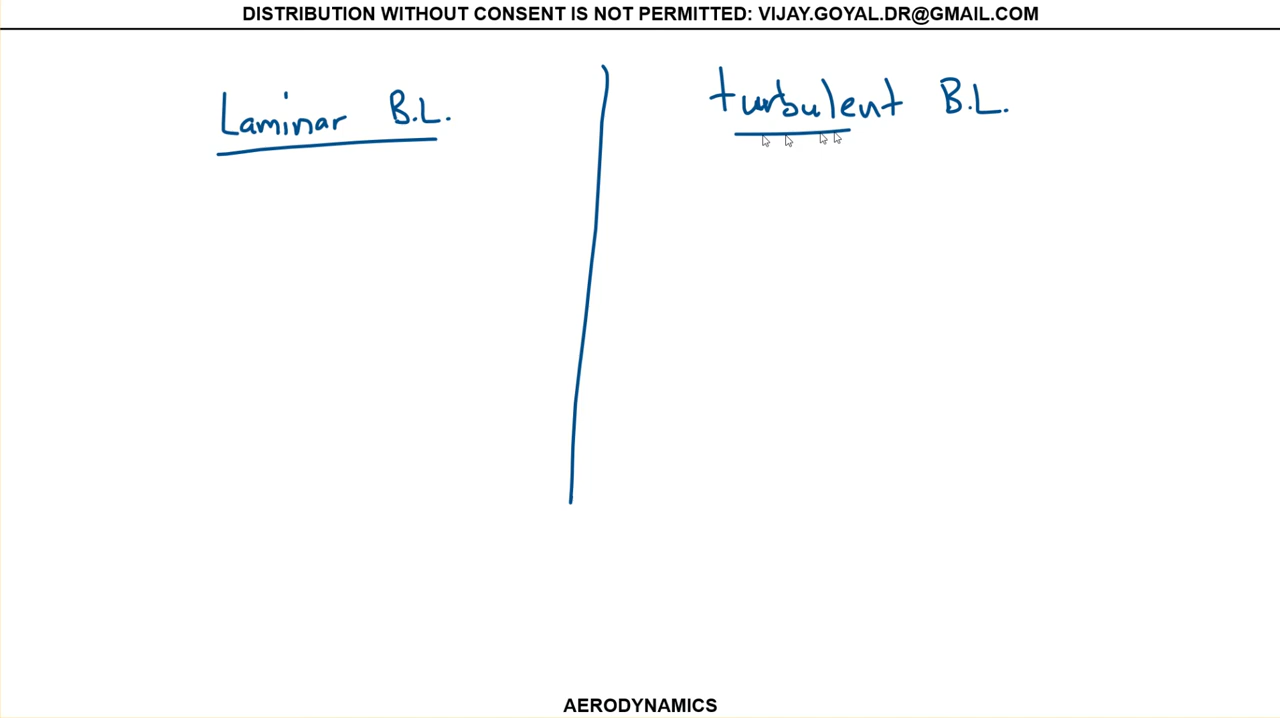 DISTRIBUTION WITHOUT CONSENT IS NOT PERMITTED: VIJAY.GOYAL.DR@GMAIL.COM
Laminar B.L.
turbulent B.L.
AERODYNAMICS